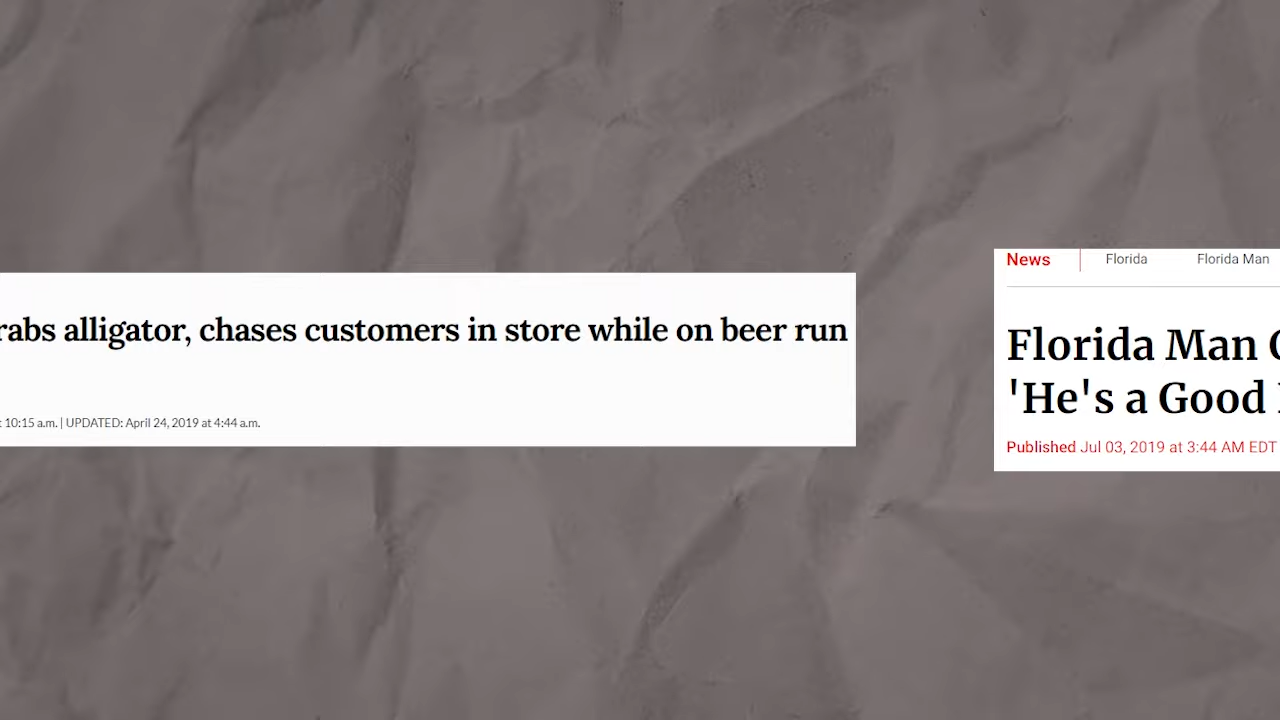 alligator, chases customers in store while on beer run
10:15 a.m. | UPDATED: April 24, 2019 at 4:44 a.m.
News Florida Florida Man
Florida Man
'He's a Good
Published Jul 03, 2019 at 3:44 AM EDT